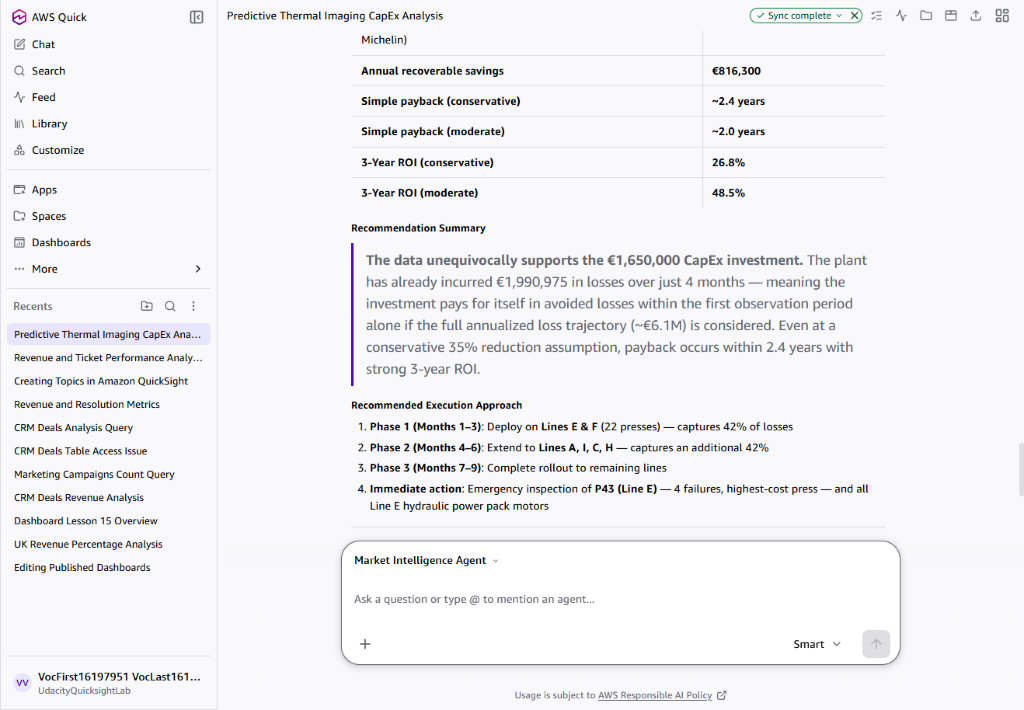 AWS Quick
Chat
Search
Feed
Library
Customize
Apps
Spaces
Dashboards
More
Recents
Predictive Thermal Imaging CapEx Ana...
Revenue and Ticket Performance Analy...
Creating Topics in Amazon QuickSight
Revenue and Resolution Metrics
CRM Deals Analysis Query
CRM Deals Table Access Issue
Marketing Campaigns Count Query
CRM Deals Revenue Analysis
Dashboard Lesson 15 Overview
UK Revenue Percentage Analysis
Editing Published Dashboards
VV
VocFirst16197951 VocLast161...
UdacityQuicksightLab
Predictive Thermal Imaging CapEx Analysis
Sync complete
Michelin)
Annual recoverable savings €816,300
Simple payback (conservative) ~2.4 years
Simple payback (moderate) ~2.0 years
3-Year ROI (conservative) 26.8%
3-Year ROI (moderate) 48.5%
Recommendation Summary
The data unequivocally supports the €1,650,000 CapEx investment. The plant
has already incurred €1,990,975 in losses over just 4 months — meaning the
investment pays for itself in avoided losses within the first observation period
alone if the full annualized loss trajectory (~€6.1M) is considered. Even at a
conservative 35% reduction assumption, payback occurs within 2.4 years with
strong 3-year ROI.
Recommended Execution Approach
1. Phase 1 (Months 1–3): Deploy on Lines E & F (22 presses) — captures 42% of losses
2. Phase 2 (Months 4–6): Extend to Lines A, I, C, H — captures an additional 42%
3. Phase 3 (Months 7–9): Complete rollout to remaining lines
4. Immediate action: Emergency inspection of P43 (Line E) — 4 failures, highest-cost press — and all
Line E hydraulic power pack motors
Market Intelligence Agent
Ask a question or type @ to mention an agent...
Smart
Usage is subject to AWS Responsible AI Policy